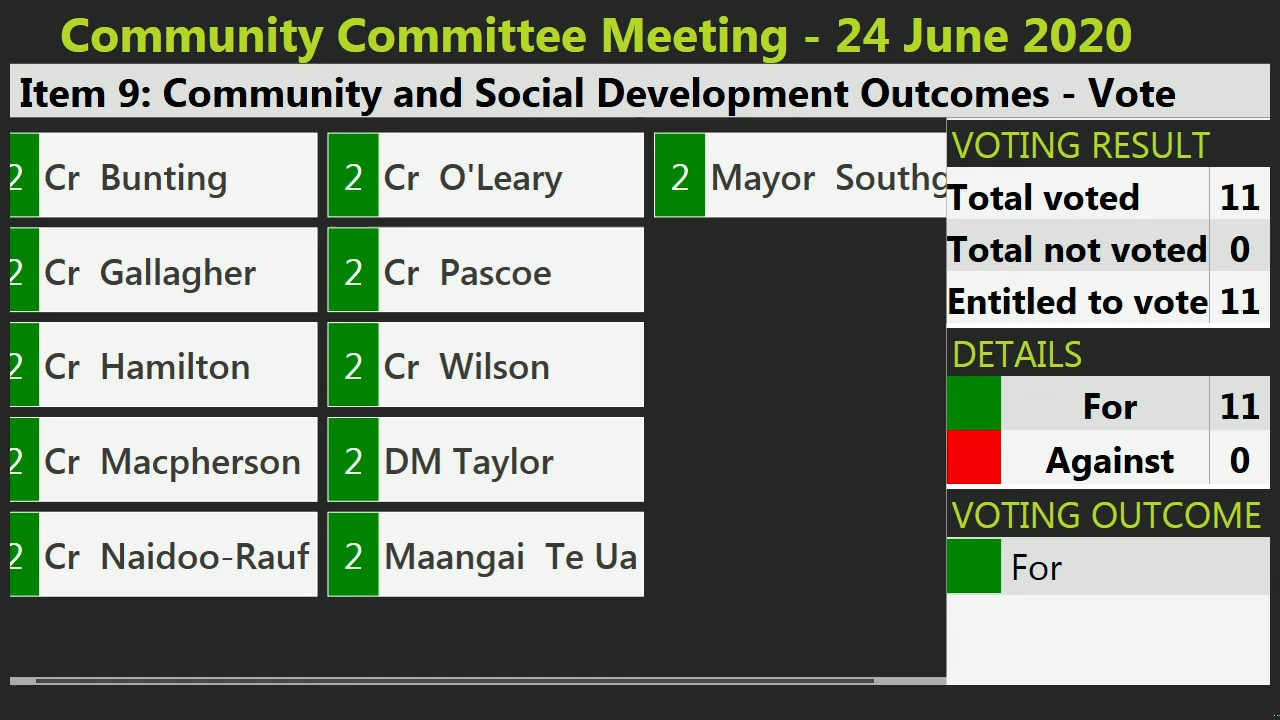 Community Committee Meeting - 24 June 2020
Item 9: Community and Social Development Outcomes - Vote
2 Cr Bunting
2 Cr Gallagher
2 Cr Hamilton
2 Cr Macpherson
2 Cr Naidoo-Rauf
2 Cr O'Leary
2 Cr Pascoe
2 Cr Wilson
2 DM Taylor
2 Maangai Te Ua
2 Mayor Southg
VOTING RESULT
Total voted 11
Total not voted 0
Entitled to vote 11
DETAILS
For 11
Against 0
VOTING OUTCOME
For